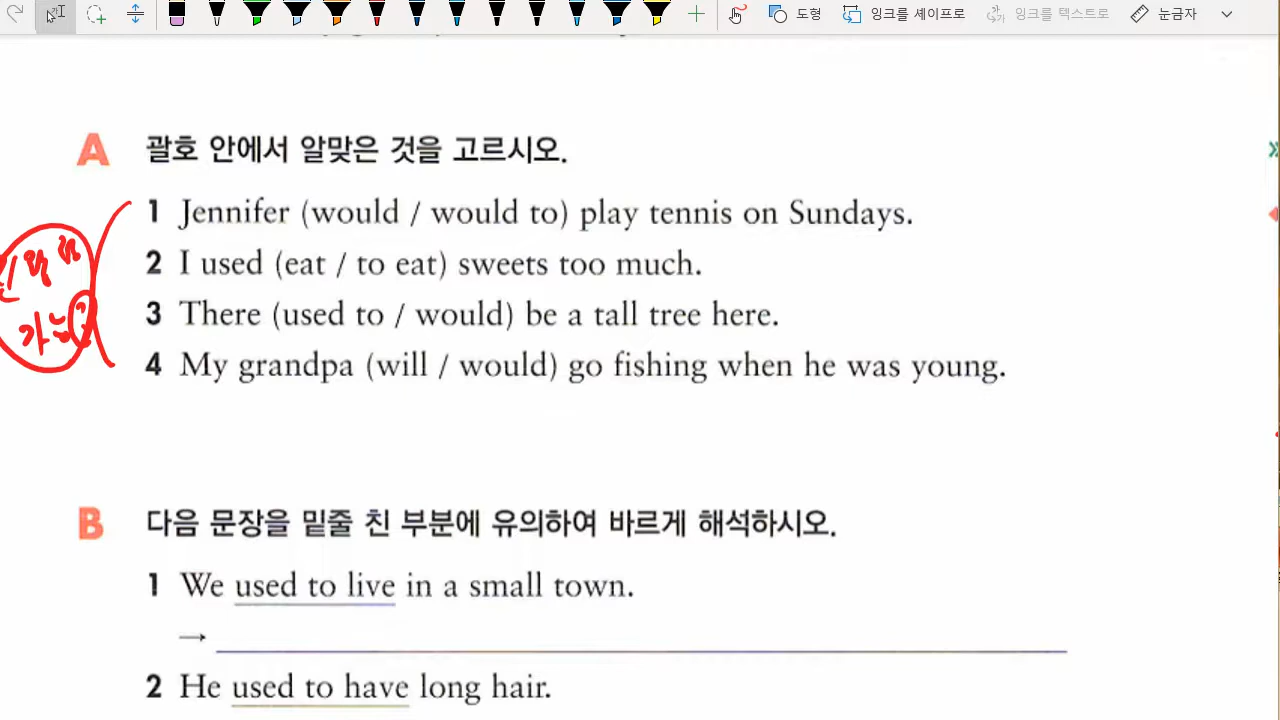 도형 잉크를 셰이프로 잉크를 텍스트로 눈금자
A 괄호 안에서 알맞은 것을 고르시오.
1 Jennifer (would / would to) play tennis on Sundays.
2 I used (eat / to eat) sweets too much.
3 There (used to / would) be a tall tree here.
4 My grandpa (will / would) go fishing when he was young.
B 다음 문장을 밑줄 친 부분에 유의하여 바르게 해석하시오.
1 We used to live in a small town.
→
2 He used to have long hair.